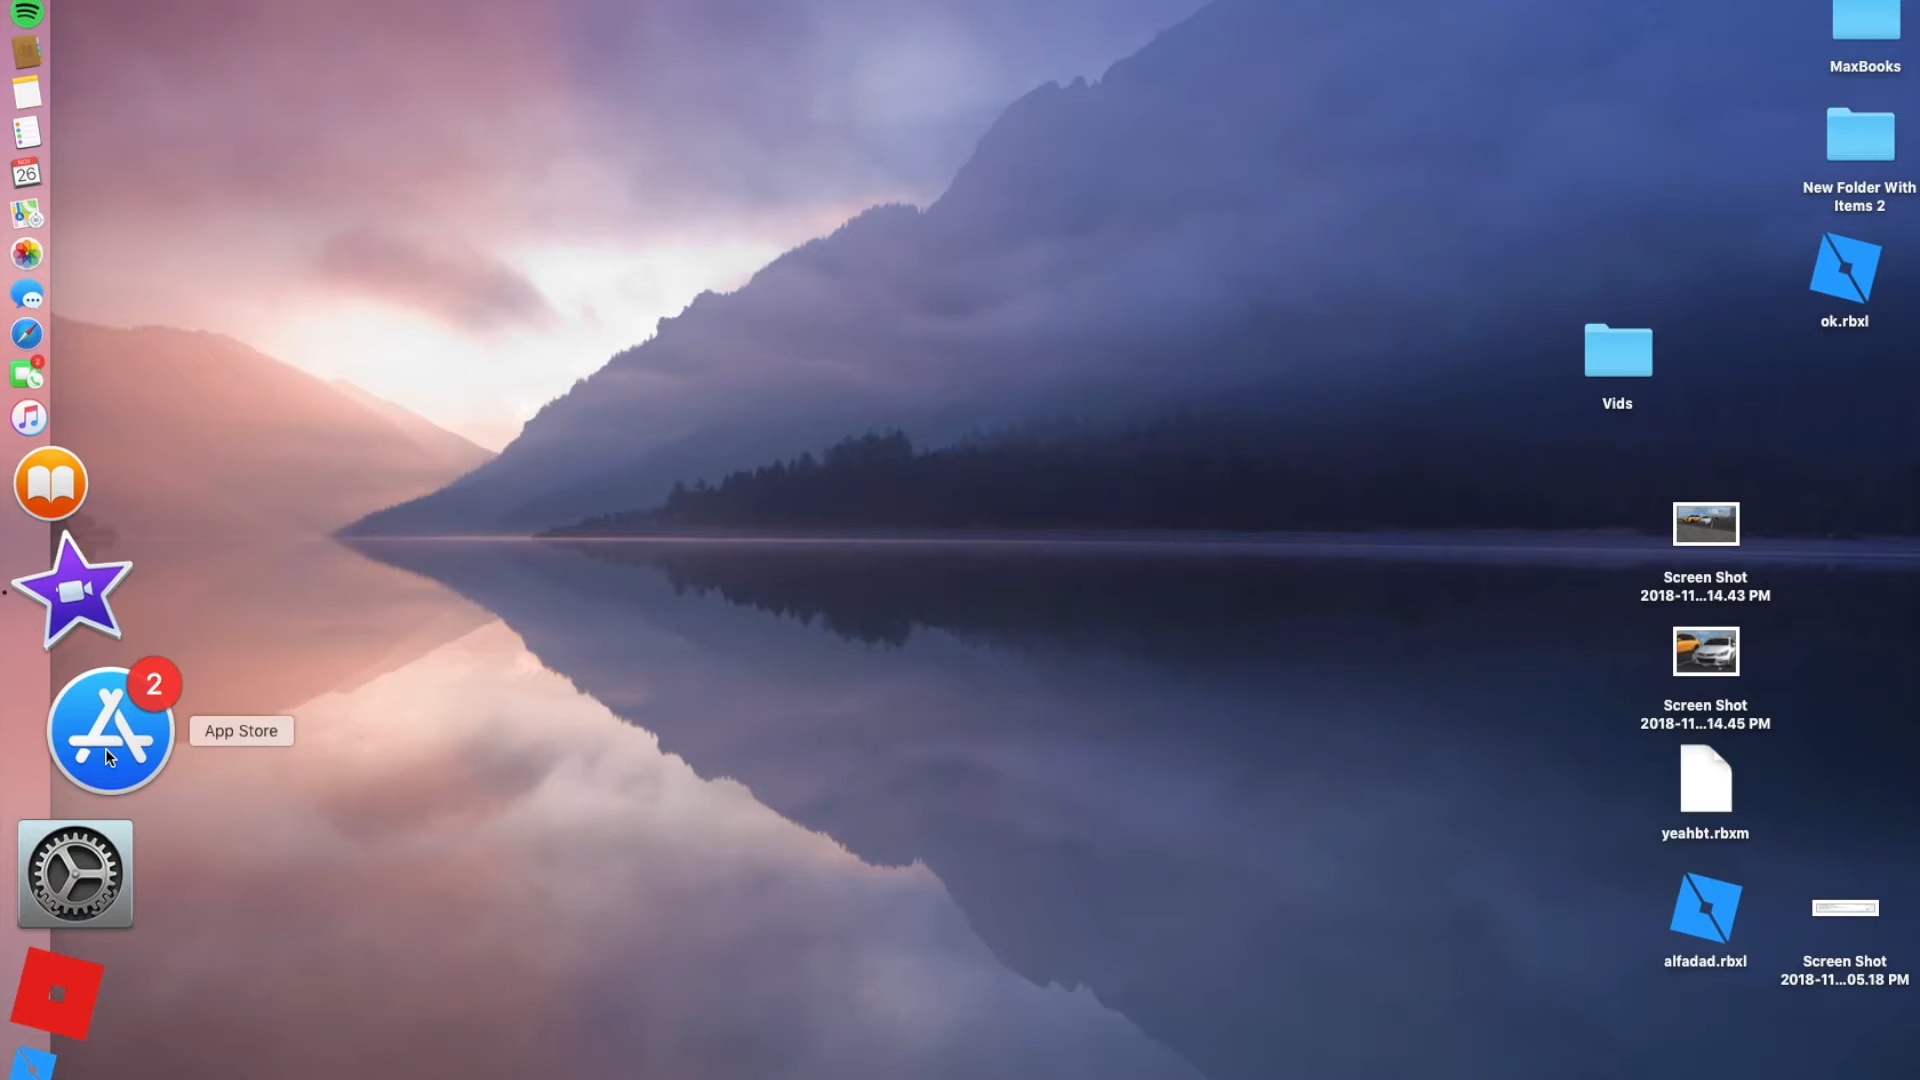 MaxBooks
New Folder With
Items 2
ok.rbxl
NOV
26
2
Vids
Screen Shot
2018-11...14.43 PM
2
App Store
Screen Shot
2018-11...14.45 PM
yeahbt.rbxm
alfadad.rbxl
Screen Shot
2018-11...05.18 PM